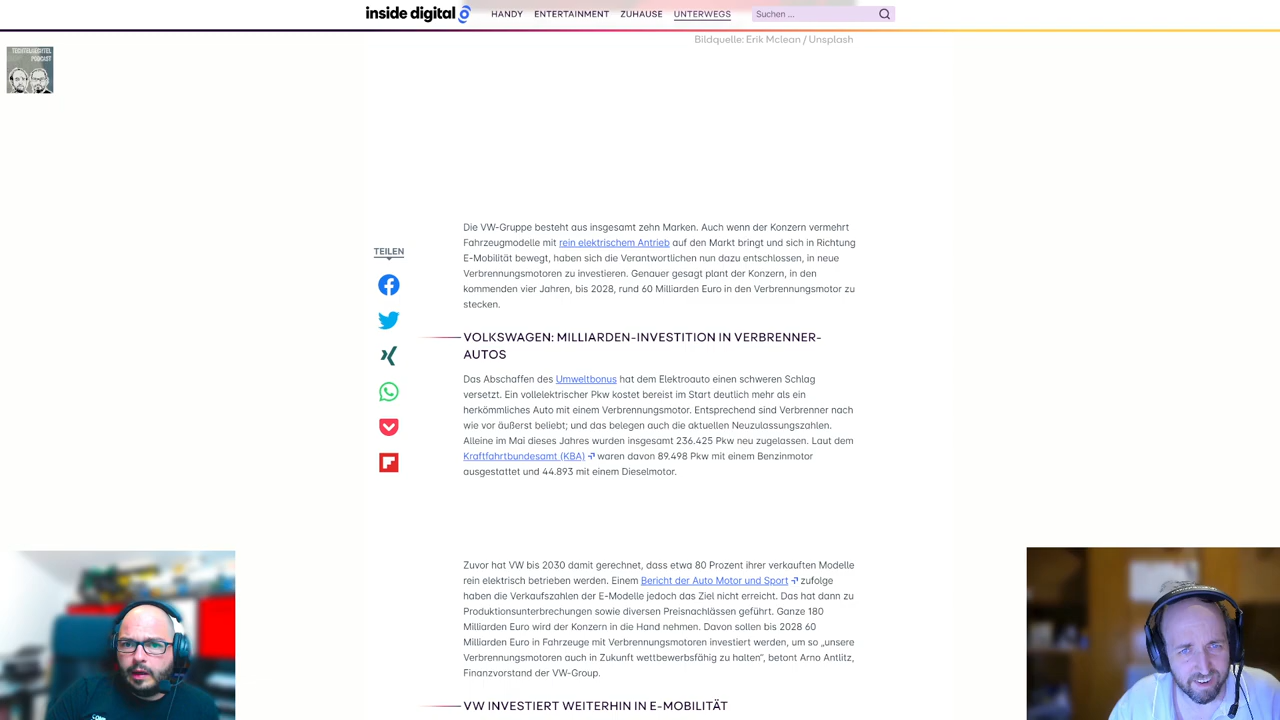 inside digital
HANDY ENTERTAINMENT ZUHAUSE UNTERWEGS
Suchen ...
Bildquelle: Erik Mclean / Unsplash
TECHTELMECHTEL
PODCAST
Die VW-Gruppe besteht aus insgesamt zehn Marken. Auch wenn der Konzern vermehrt
Fahrzeugmodelle mit rein elektrischem Antrieb auf den Markt bringt und sich in Richtung
E-Mobilität bewegt, haben sich die Verantwortlichen nun dazu entschlossen, in neue
Verbrennungsmotoren zu investieren. Genauer gesagt plant der Konzern, in den
kommenden vier Jahren, bis 2028, rund 60 Milliarden Euro in den Verbrennungsmotor zu
stecken.
TEILEN
VOLKSWAGEN: MILLIARDEN-INVESTITION IN VERBRENNER-
AUTOS
Das Abschaffen des Umweltbonus hat dem Elektroauto einen schweren Schlag
versetzt. Ein vollelektrischer Pkw kostet bereist im Start deutlich mehr als ein
herkömmliches Auto mit einem Verbrennungsmotor. Entsprechend sind Verbrenner nach
wie vor äußerst beliebt; und das belegen auch die aktuellen Neuzulassungszahlen.
Alleine im Mai dieses Jahres wurden insgesamt 236.425 Pkw neu zugelassen. Laut dem
Kraftfahrtbundesamt (KBA) waren davon 89.498 Pkw mit einem Benzinmotor
ausgestattet und 44.893 mit einem Dieselmotor.
Zuvor hat VW bis 2030 damit gerechnet, dass etwa 80 Prozent ihrer verkauften Modelle
rein elektrisch betrieben werden. Einem Bericht der Auto Motor und Sport zufolge
haben die Verkaufszahlen der E-Modelle jedoch das Ziel nicht erreicht. Das hat dann zu
Produktionsunterbrechungen sowie diversen Preisnachlässen geführt. Ganze 180
Milliarden Euro wird der Konzern in die Hand nehmen. Davon sollen bis 2028 60
Milliarden Euro in Fahrzeuge mit Verbrennungsmotoren investiert werden, um so „unsere
Verbrennungsmotoren auch in Zukunft wettbewerbsfähig zu halten“, betont Arno Antlitz,
Finanzvorstand der VW-Group.
VW INVESTIERT WEITERHIN IN E-MOBILITÄT